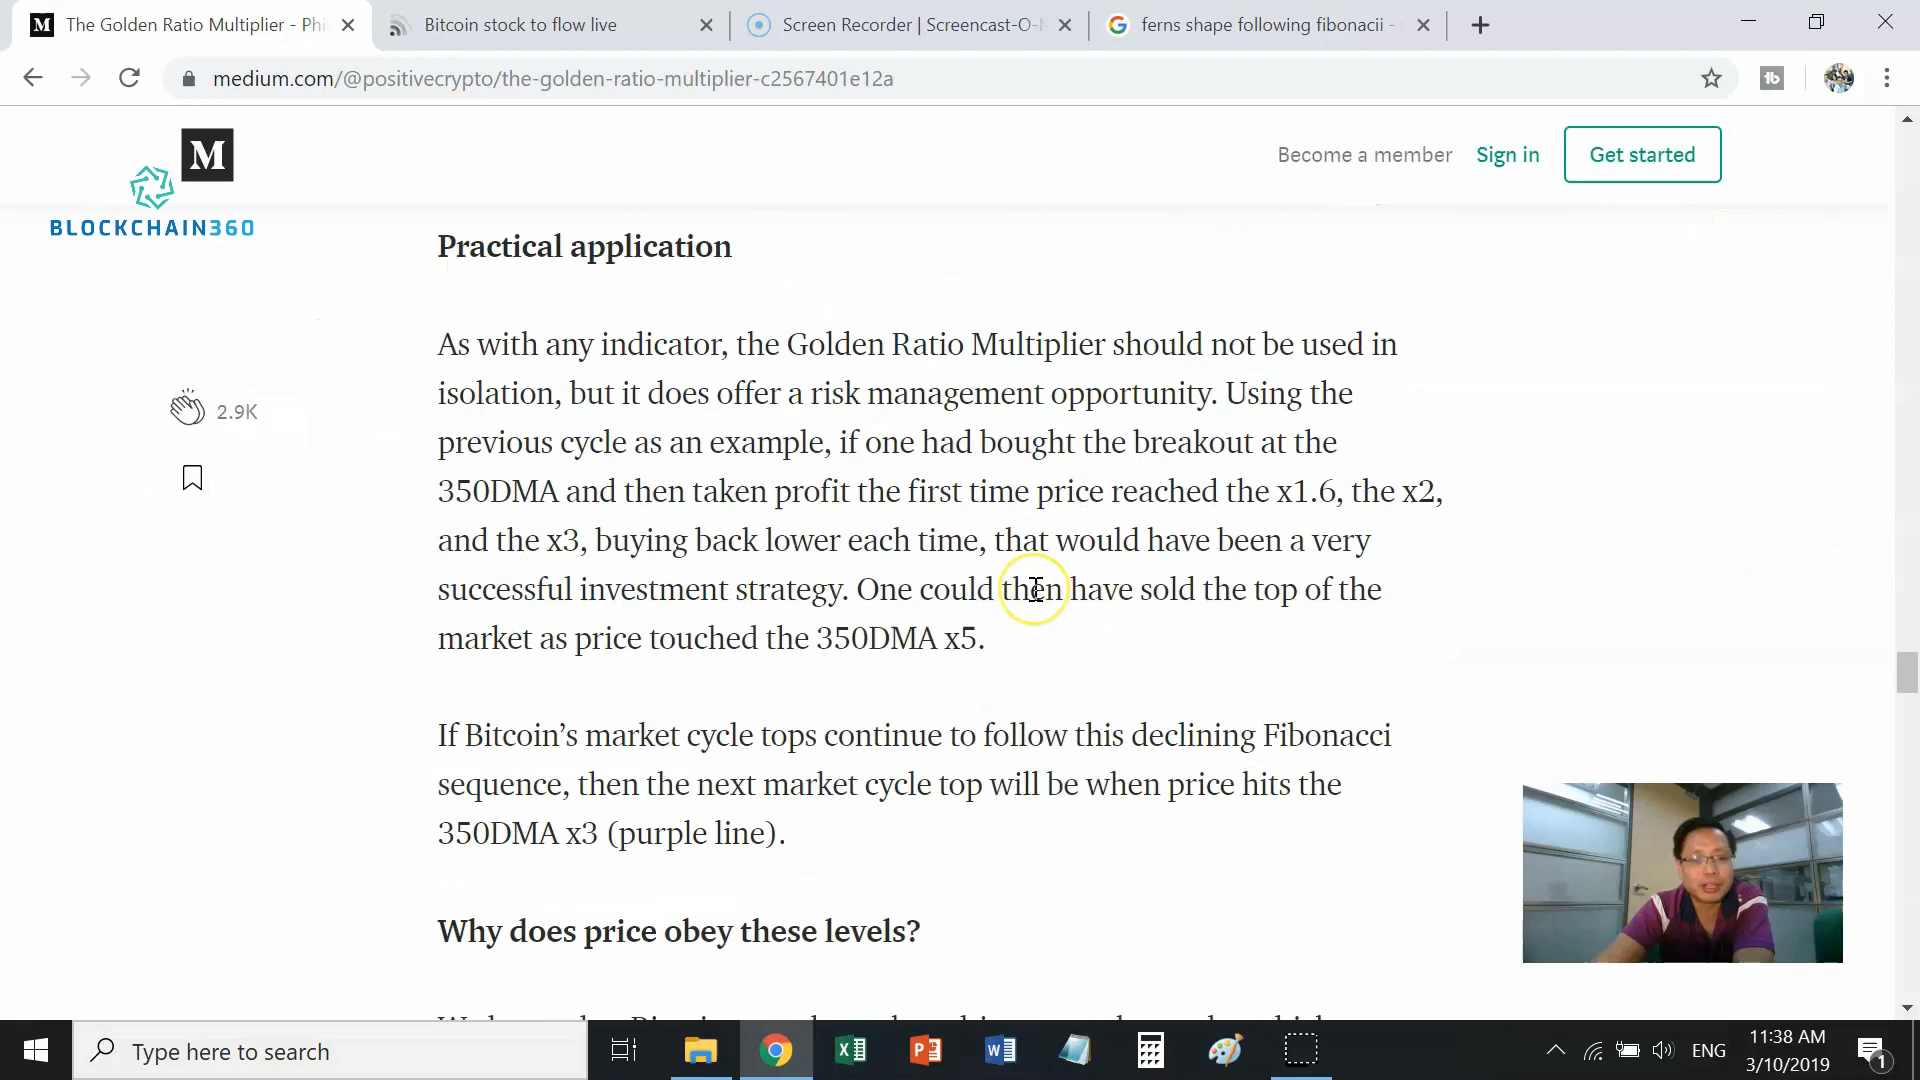 The Golden Ratio Multiplier - Phi
Bitcoin stock to flow live
Screen Recorder | Screencast-O-
ferns shape following fibonacii -
medium.com/@positivecrypto/the-golden-ratio-multiplier-c2567401e12a
M
Become a member
Sign in
Get started
BLOCKCHAIN360
Practical application
As with any indicator, the Golden Ratio Multiplier should not be used in
isolation, but it does offer a risk management opportunity. Using the
previous cycle as an example, if one had bought the breakout at the
350DMA and then taken profit the first time price reached the x1.6, the x2,
and the x3, buying back lower each time, that would have been a very
successful investment strategy. One could then have sold the top of the
market as price touched the 350DMA x5.
2.9K
If Bitcoin’s market cycle tops continue to follow this declining Fibonacci
sequence, then the next market cycle top will be when price hits the
350DMA x3 (purple line).
Why does price obey these levels?
Type here to search
ENG
11:38 AM
3/10/2019
1